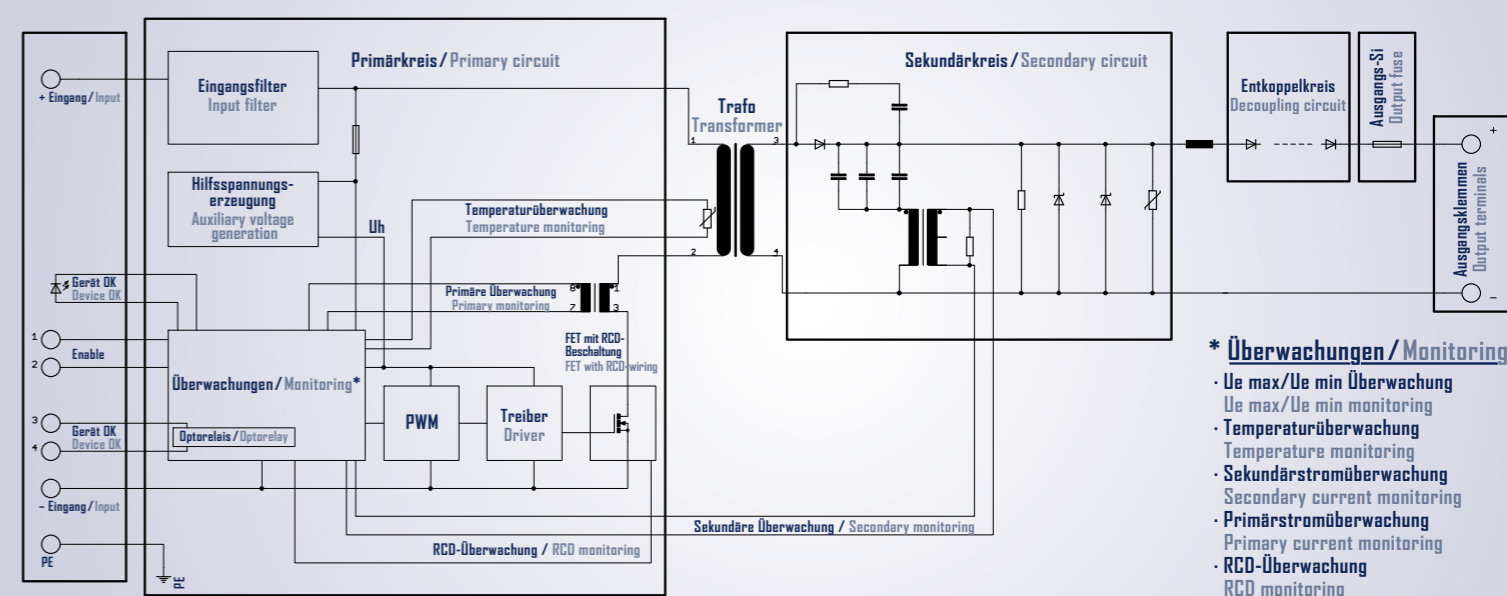 Primärkreis / Primary circuit
Sekundärkreis / Secondary circuit
+ Eingang / Input
Eingangsfilter
Input filter
Hilfsspannungs-
erzeugung
Auxiliary voltage
generation
Uh
Trafo
Transformer
1
2
3
4
Temperaturüberwachung
Temperature monitoring
Primäre Überwachung
Primary monitoring
8
7
1
3
FET mit RCD-
Beschaltung
FET with RCD-wiring
Gerät OK
Device OK
1
2
Enable
3
4
Gerät OK
Device OK
Überwachungen / Monitoring*
Optorelais / Optorelay
PWM
Treiber
Driver
- Eingang / Input
PE
PE
Sekundäre Überwachung / Secondary monitoring
RCD-Überwachung / RCD monitoring
Entkoppelkreis
Decoupling circuit
Ausgangs-Si
Output fuse
Ausgangsklemmen
Output terminals
+
–
* Überwachungen / Monitoring
· Ue max/Ue min Überwachung
Ue max/Ue min monitoring
· Temperaturüberwachung
Temperature monitoring
· Sekundärstromüberwachung
Secondary current monitoring
· Primärstromüberwachung
Primary current monitoring
· RCD-Überwachung
RCD monitoring